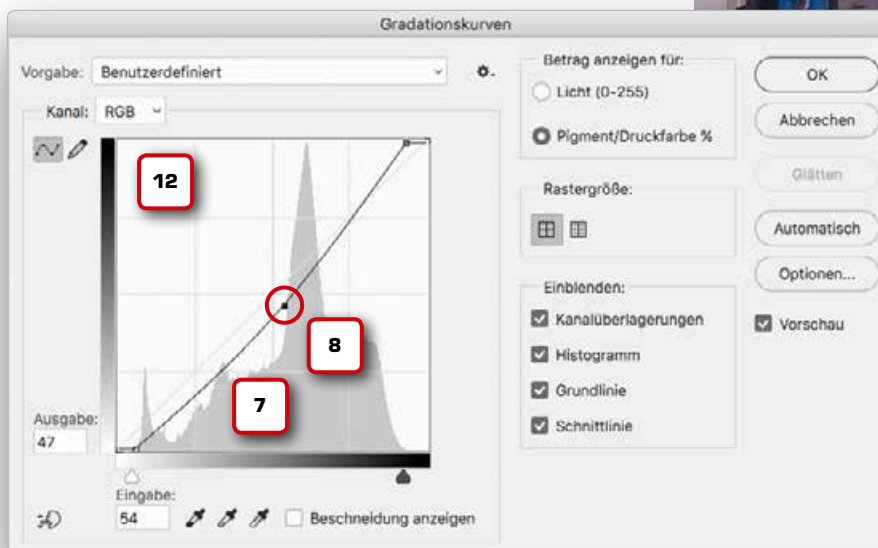 Gradationskurven
Vorgabe: Benutzerdefiniert
Kanal: RGB
12
8
7
Ausgabe:
47
Eingabe:
54
Beschneidung anzeigen
Betrag anzeigen für:
Licht (0-255)
Pigment/Druckfarbe %
Rastergröße:
Einblenden:
Kanalüberlagerungen
Histogramm
Grundlinie
Schnittlinie
OK
Abbrechen
Glätten
Automatisch
Optionen...
Vorschau